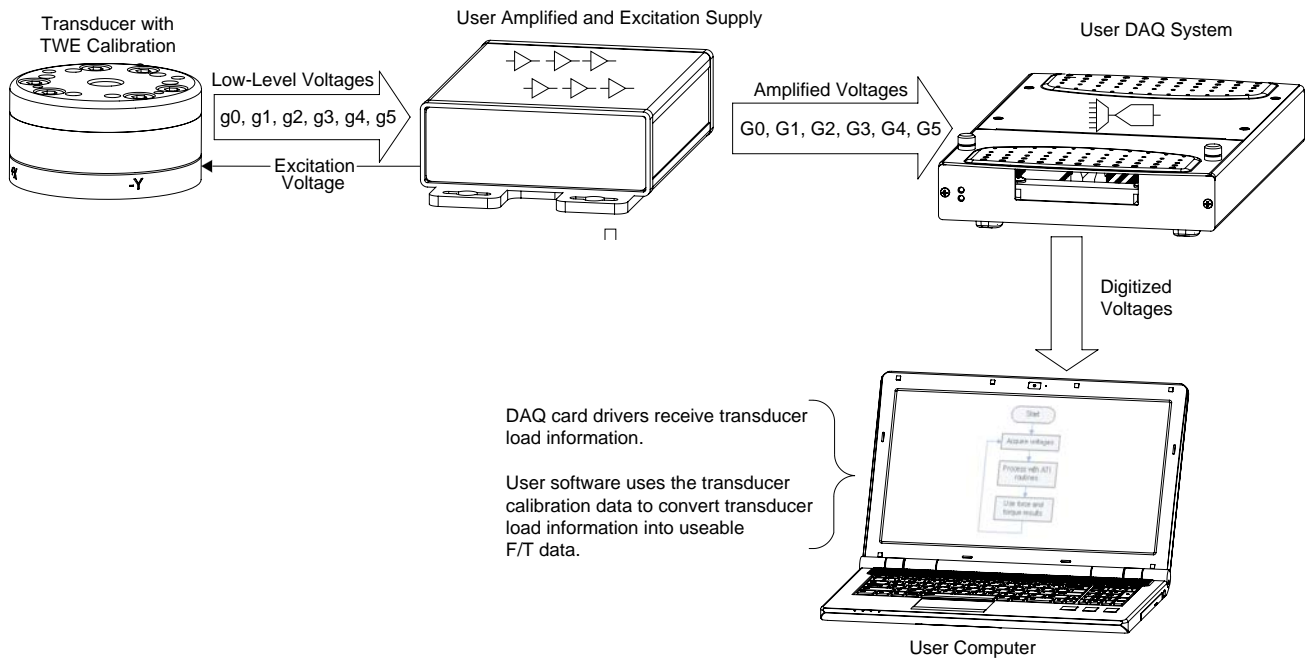 Transducer with
TWE Calibration
User Amplified and Excitation Supply
User DAQ System
Low-Level Voltages
g0, g1, g2, g3, g4, g5
Excitation
Voltage
Amplified Voltages
G0, G1, G2, G3, G4, G5
-Y
Digitized
Voltages
DAQ card drivers receive transducer
load information.
User software uses the transducer
calibration data to convert transducer
load information into useable
F/T data.
Start
Acquire voltages
Process with ATI
routines
Use force and
torque results
User Computer